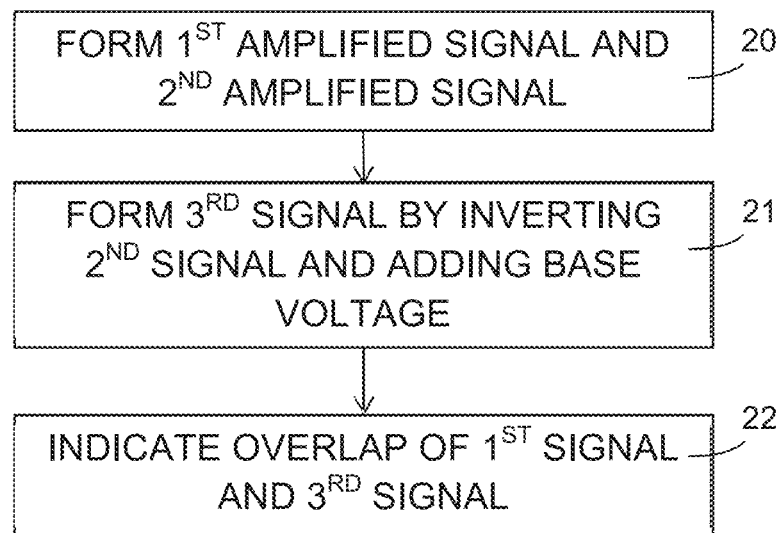 FORM 1ST AMPLIFIED SIGNAL AND
2ND AMPLIFIED SIGNAL
20
FORM 3RD SIGNAL BY INVERTING
2ND SIGNAL AND ADDING BASE
VOLTAGE
21
INDICATE OVERLAP OF 1ST SIGNAL
AND 3RD SIGNAL
22